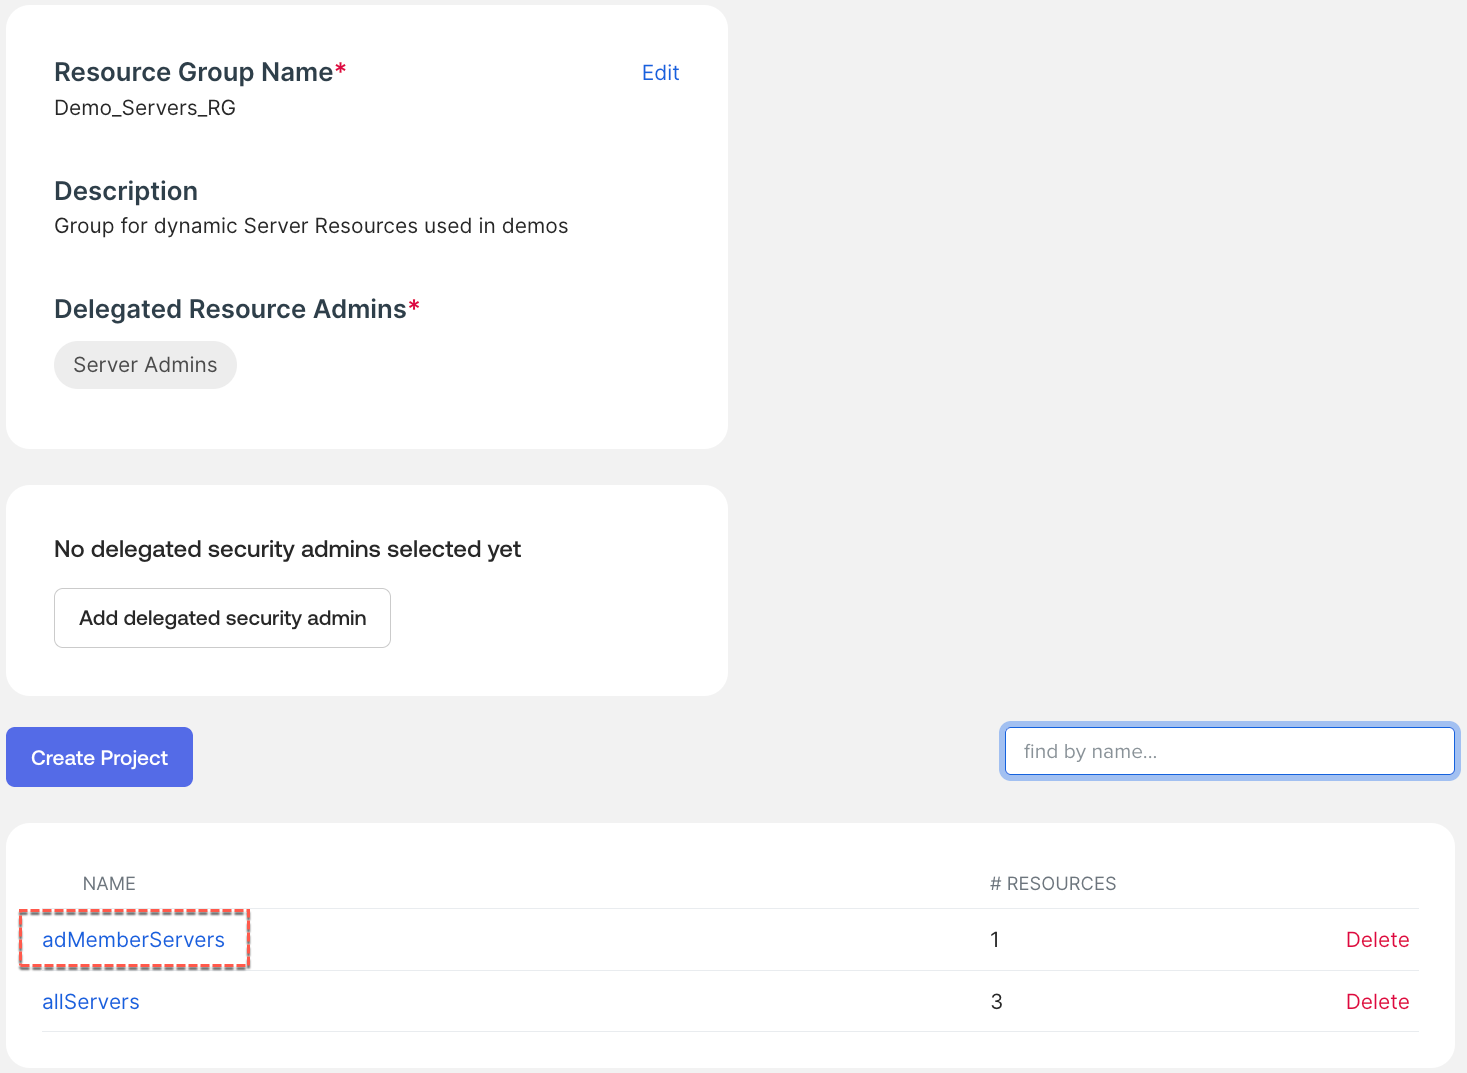 Resource Group Name*
Edit
Demo_Servers_RG
Description
Group for dynamic Server Resources used in demos
Delegated Resource Admins*
Server Admins
No delegated security admins selected yet
Add delegated security admin
Create Project
find by name...
NAME # RESOURCES
adMemberServers 1 Delete
allServers 3 Delete